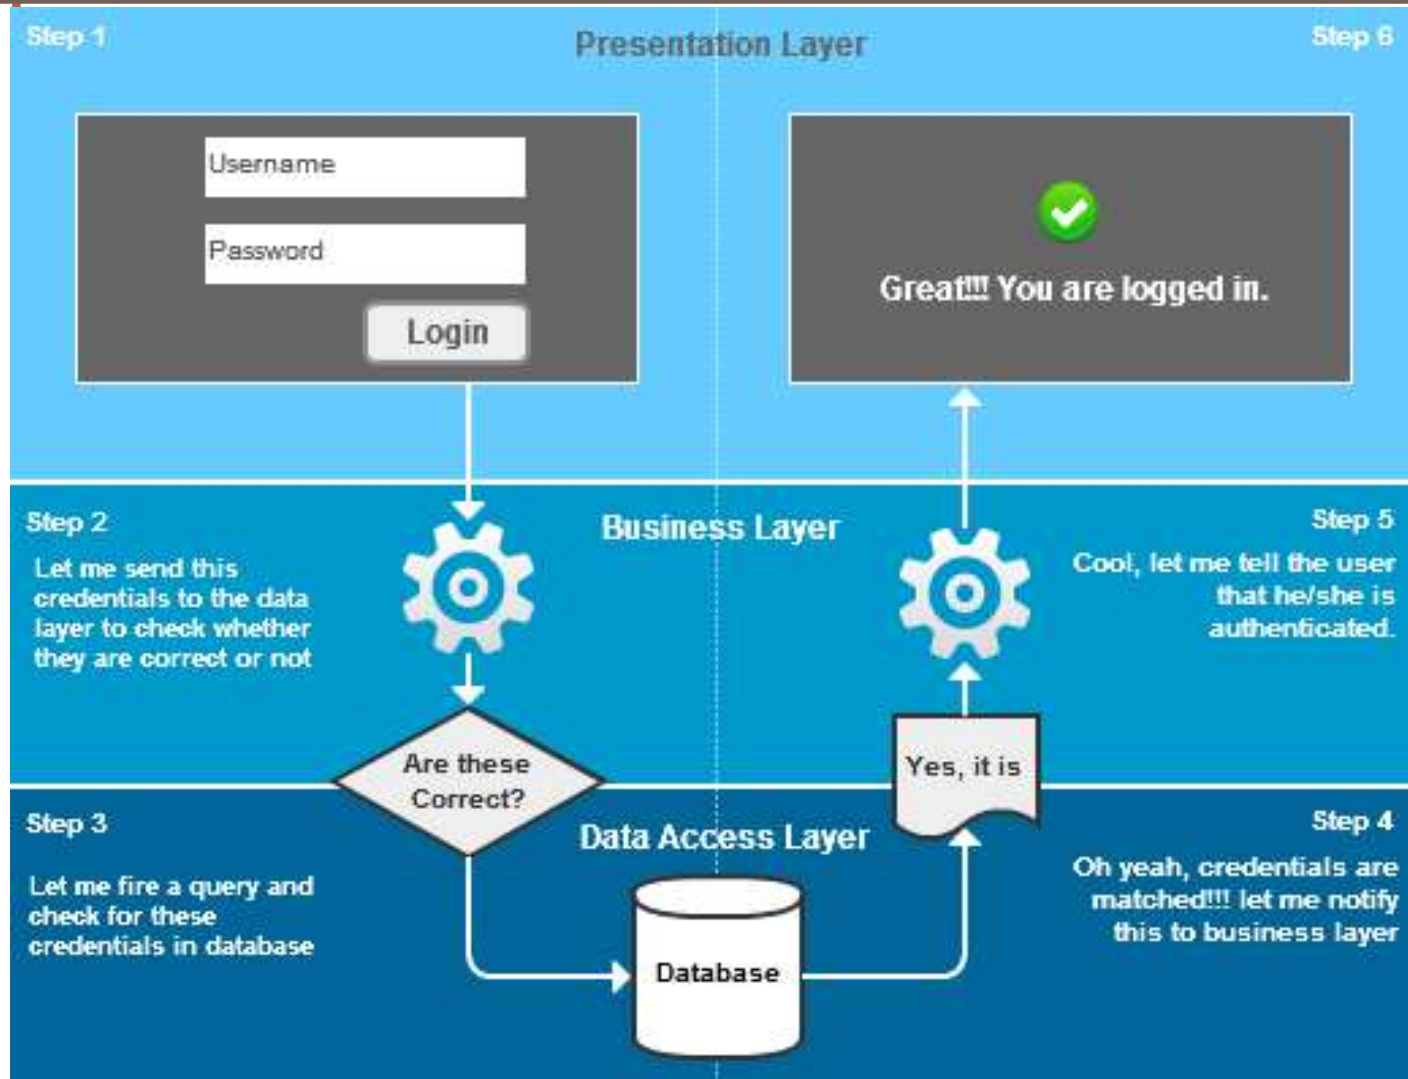 Step 1
Presentation Layer
Step 6
Username
Password
Login
Great!!! You are logged in.
Step 2
Business Layer
Step 5
Let me send this
credentials to the data
layer to check whether
they are correct or not
Cool, let me tell the user
that he/she is
authenticated.
Are these
Correct?
Yes, it is
Step 3
Data Access Layer
Step 4
Let me fire a query and
check for these
credentials in database
Oh yeah, credentials are
matched!!! let me notify
this to business layer
Database